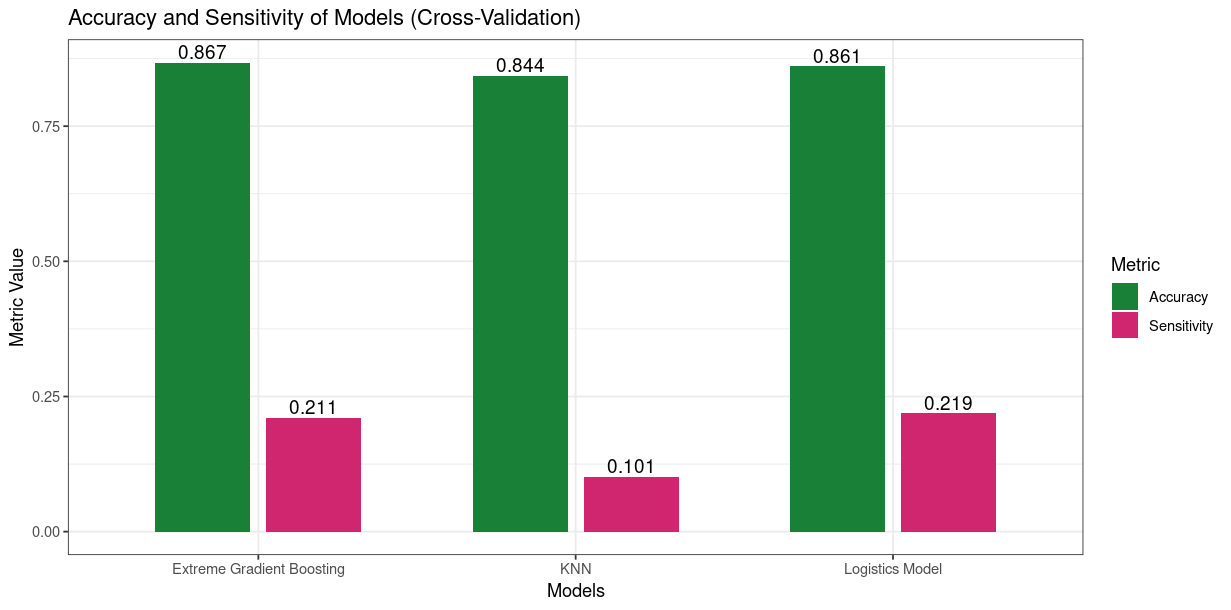 Accuracy and Sensitivity of Models (Cross-Validation)
0.867
0.844
0.861
0.75
0.50
0.25
0.00
Metric Value
0.211
0.101
0.219
Extreme Gradient Boosting
KNN
Logistics Model
Models
Metric
Accuracy
Sensitivity